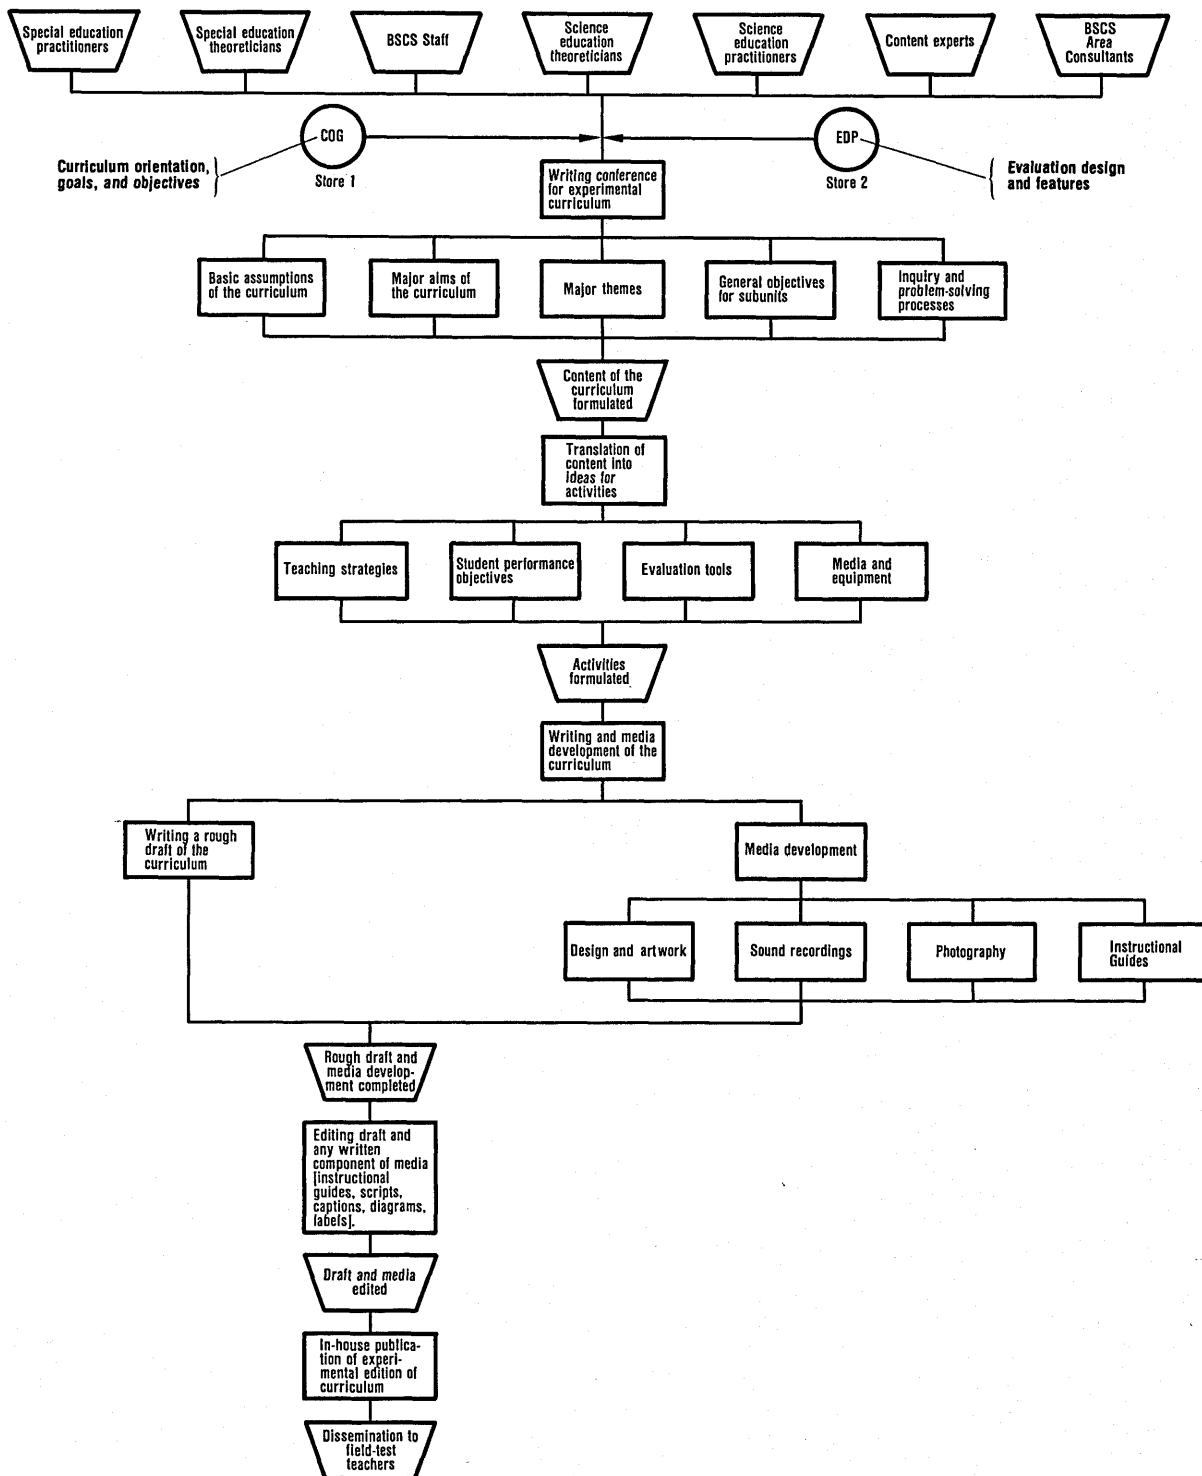 Special education
practitioners
Special education
theoreticians
BSCS Staff
Science
education
theoreticians
Science
education
practitioners
Content experts
BSCS
Area
Consultants
COG
Store 1
Curriculum orientation,
goals, and objectives
EDP
Store 2
Evaluation design
and features
Writing conference
for experimental
curriculum
Basic assumptions
of the curriculum
Major aims of
the curriculum
Major themes
General objectives
for subunits
Inquiry and
problem-solving
processes
Content of the
curriculum
formulated
Translation of
content into
ideas for
activities
Teaching strategies
Student performance
objectives
Evaluation tools
Media and
equipment
Activities
formulated
Writing and media
development of the
curriculum
Writing a rough
draft of the
curriculum
Media development
Design and artwork
Sound recordings
Photography
Instructional
Guides
Rough draft and
media develop-
ment completed
Editing draft and
any written
component of media
[instructional
guides, scripts,
captions, diagrams,
labels].
Draft and media
edited
In-house publica-
tion of experi-
mental edition of
curriculum
Dissemination to
field-test
teachers